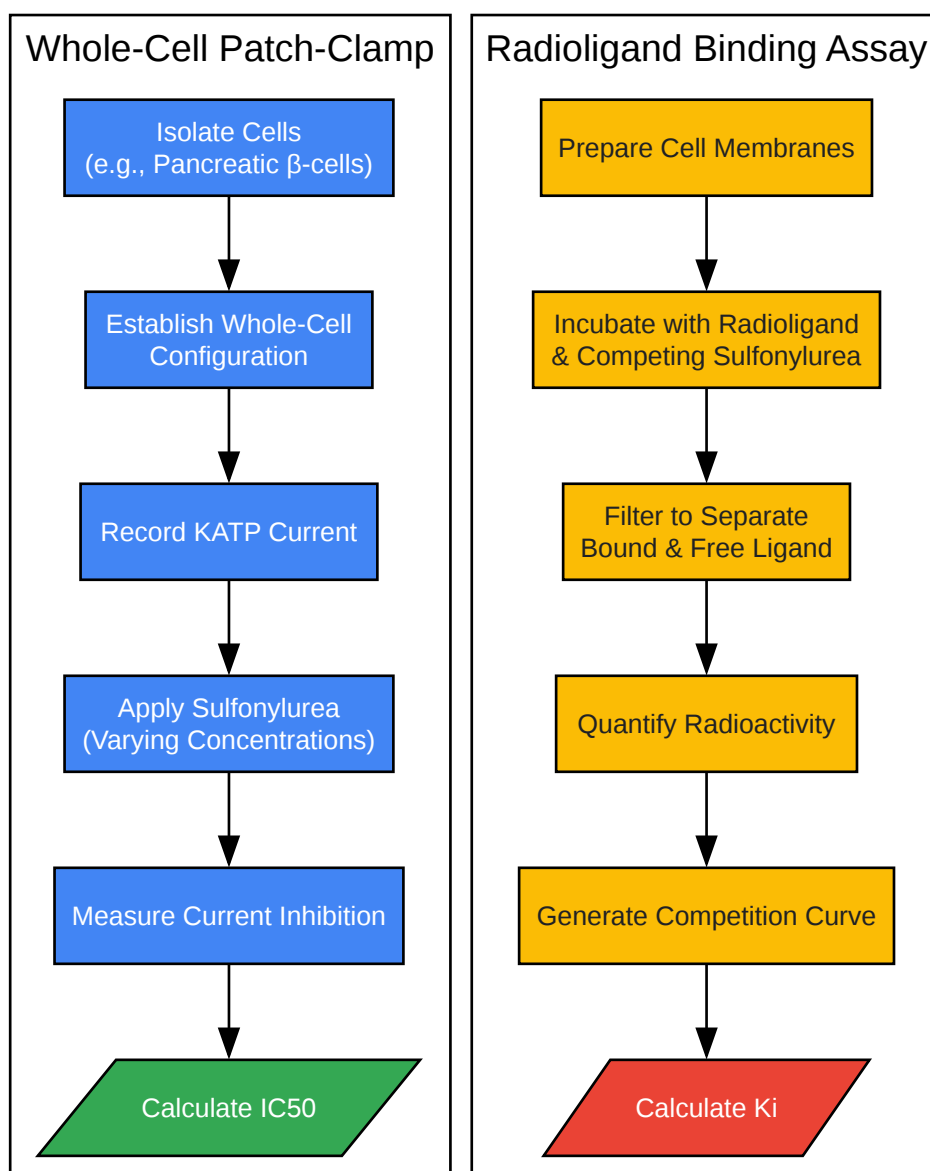 Whole-Cell Patch-Clamp
Isolate Cells
(e.g., Pancreatic β-cells)
Establish Whole-Cell
Configuration
Record KATP Current
Apply Sulfonylurea
(Varying Concentrations)
Measure Current Inhibition
Calculate IC50
Radioligand Binding Assay
Prepare Cell Membranes
Incubate with Radioligand
& Competing Sulfonylurea
Filter to Separate
Bound & Free Ligand
Quantify Radioactivity
Generate Competition Curve
Calculate Ki